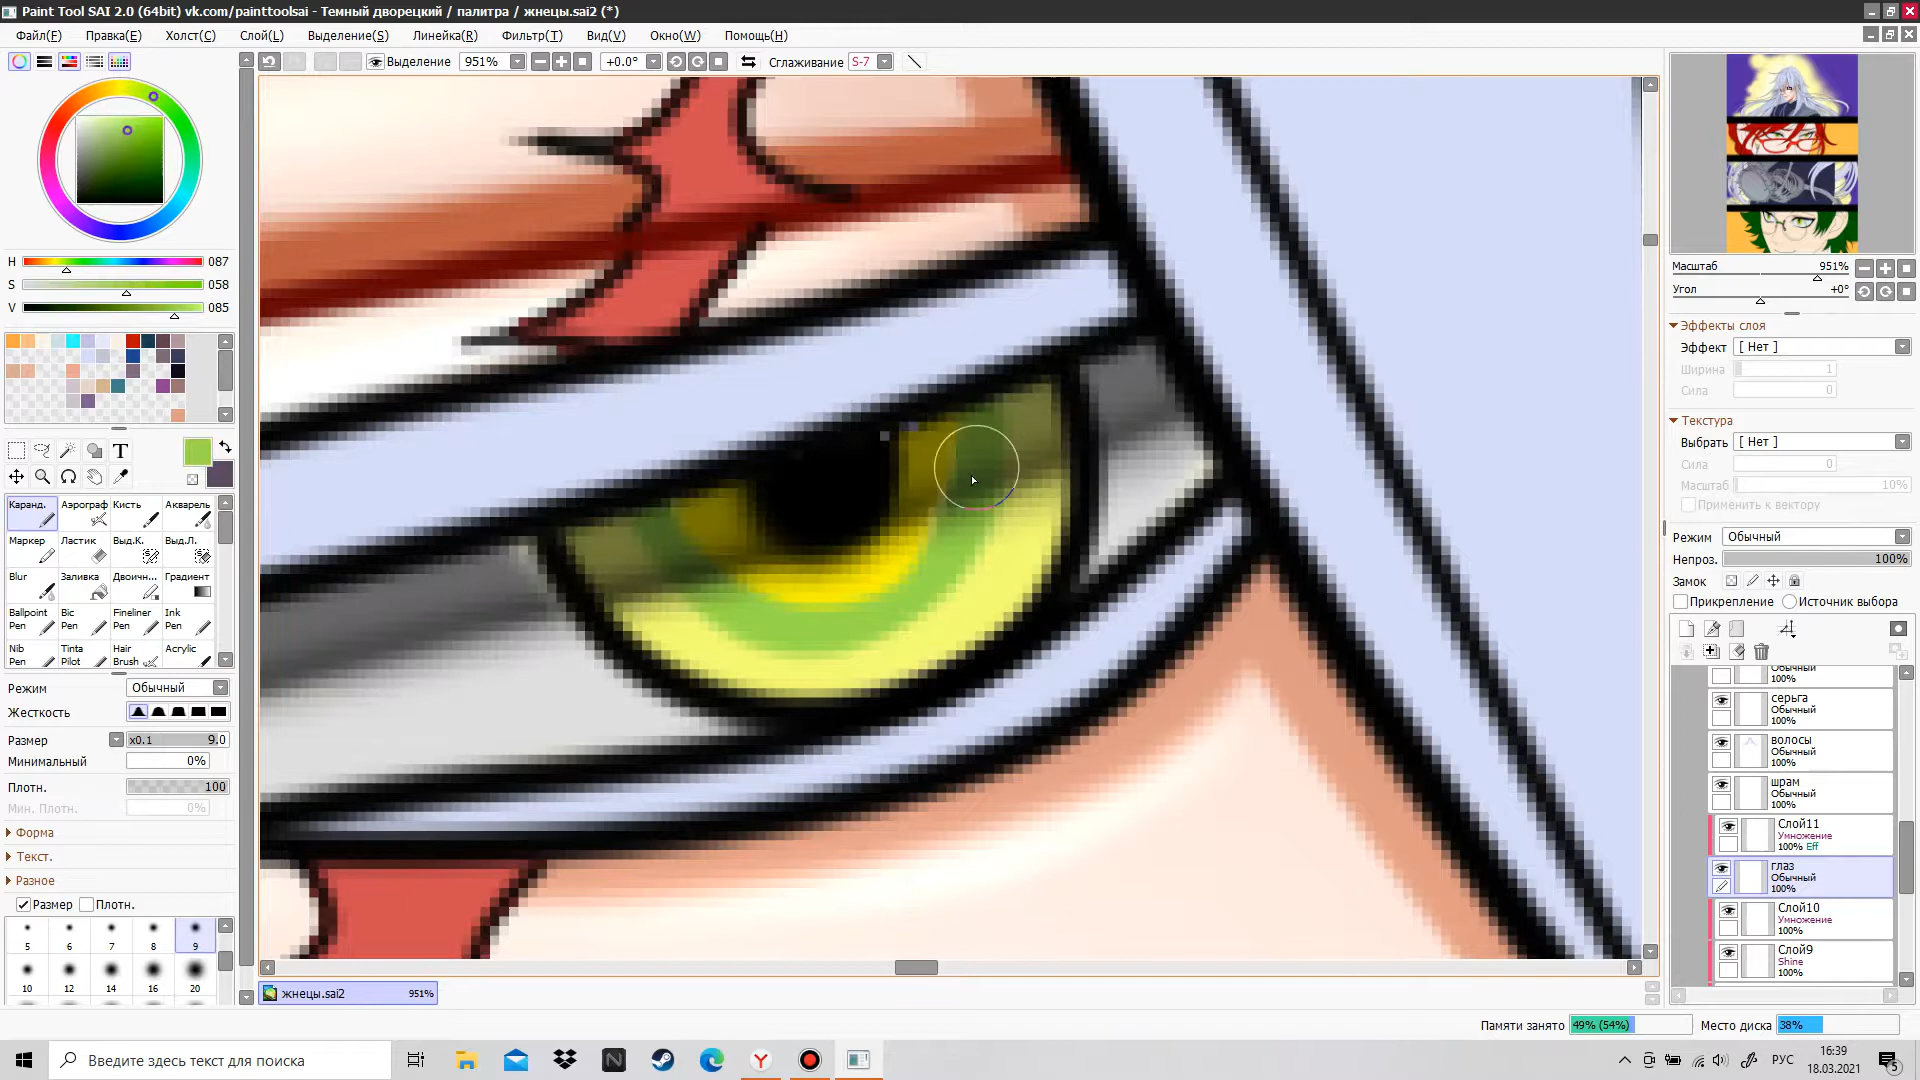 Paint Tool SAI 2.0 (64bit) vk.com/painttoolsai - Темный дворецкий / палитра / жнецы.sai2 (*)
Файл(F) Правка(E) Холст(C) Слой(L) Выделение(S) Линейка(R) Фильтр(T) Вид(V) Окно(W) Помощь(H)
Выделение 951% +0.0° Сглаживание S-7
H 087
S 058
V 085
Масштаб 951%
Угол +0°
Эффекты слоя
Эффект [ Нет ]
Ширина 1
Сила 0
Текстура
Выбрать [ Нет ]
Сила 0
Масштаб 10%
Применить к вектору
Режим Обычный
Непроз. 100%
Замок
Прикрепление Источник выбора
T
Каранд. Аэрограф Кисть Акварель
Маркер Ластик Выд.К. Выд.Л.
Blur Заливка Двоичн... Градиент
Ballpoint Pen Bic Pen Fineliner Pen Ink Pen
Nib Pen Tinta Pilot Hair Brush Acrylic
Режим Обычный
Жесткость
Размер x0.1 9.0
Минимальный 0%
Плотн. 100
Мин. Плотн. 0%
Форма
Текст.
Разное
Размер Плотн.
5 6 7 8 9
10 12 14 16 20
Обычный
100%
серьга
Обычный
100%
волосы
Обычный
100%
шрам
Обычный
100%
Слой11
Умножение
100% Eff
глаз
Обычный
100%
Слой10
Умножение
100%
Слой9
Shine
100%
жнецы.sai2 951%
Памяти занято 49% (54%) Место диска 38%
Введите здесь текст для поиска
РУС
16:39
18.03.2021
5